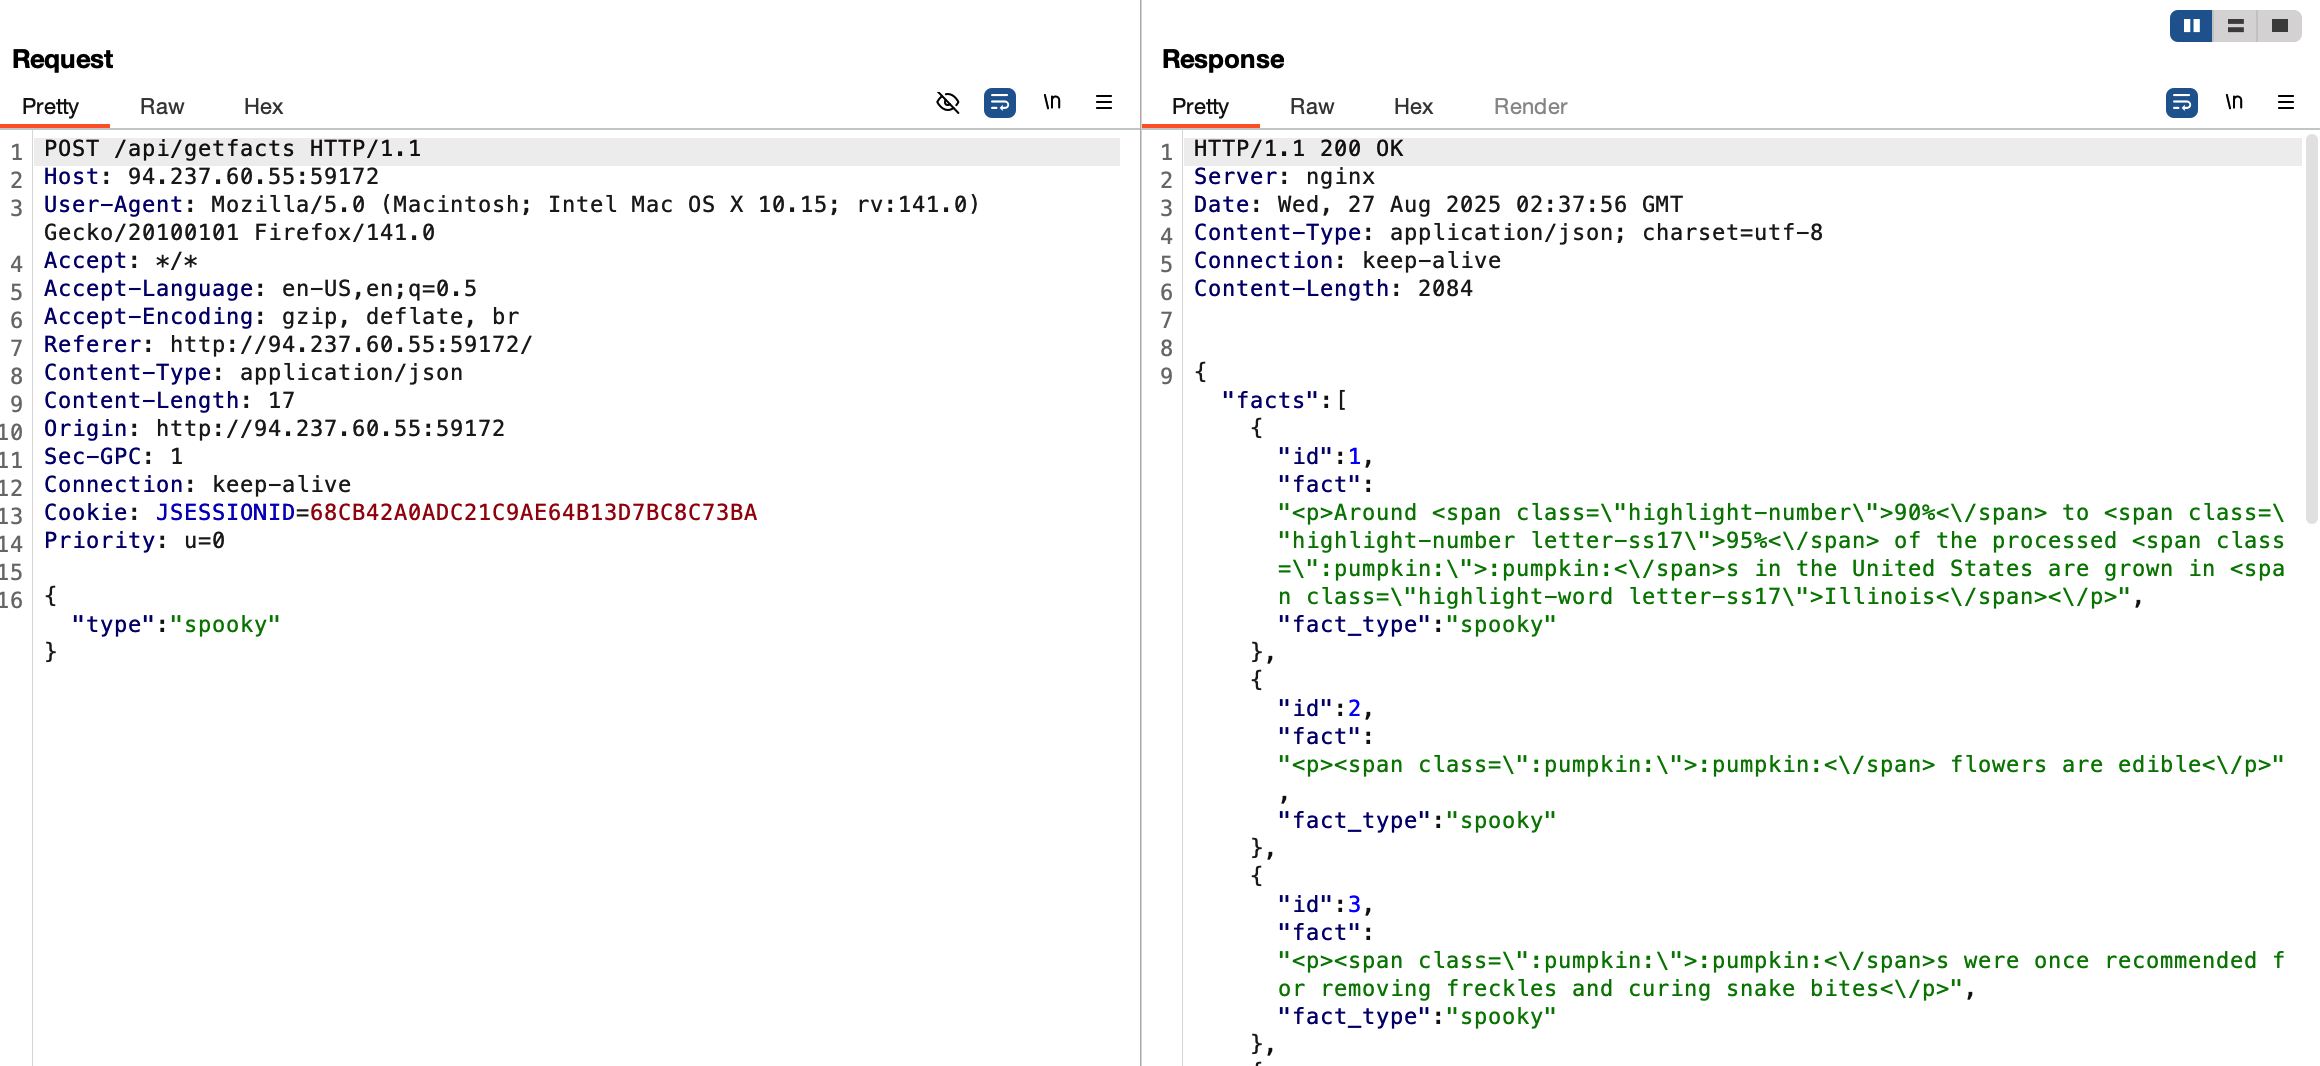 Request
Pretty Raw Hex \n
1 POST /api/getfacts HTTP/1.1
2 Host: 94.237.60.55:59172
3 User-Agent: Mozilla/5.0 (Macintosh; Intel Mac OS X 10.15; rv:141.0)
Gecko/20100101 Firefox/141.0
4 Accept: */*
5 Accept-Language: en-US,en;q=0.5
6 Accept-Encoding: gzip, deflate, br
7 Referer: http://94.237.60.55:59172/
8 Content-Type: application/json
9 Content-Length: 17
10 Origin: http://94.237.60.55:59172
11 Sec-GPC: 1
12 Connection: keep-alive
13 Cookie: JSESSIONID=68CB42A0ADC21C9AE64B13D7BC8C73BA
14 Priority: u=0
15
16 {
"type":"spooky"
}
Response
Pretty Raw Hex Render \n
1 HTTP/1.1 200 OK
2 Server: nginx
3 Date: Wed, 27 Aug 2025 02:37:56 GMT
4 Content-Type: application/json; charset=utf-8
5 Connection: keep-alive
6 Content-Length: 2084
7
8
9 {
"facts":[
{
"id":1,
"fact":
"<p>Around <span class=\"highlight-number\">90%<\/span> to <span class=\
"highlight-number letter-ss17\">95%<\/span> of the processed <span class
=\":pumpkin:\">:pumpkin:<\/span>s in the United States are grown in <spa
n class=\"highlight-word letter-ss17\">Illinois<\/span><\/p>",
"fact_type":"spooky"
},
{
"id":2,
"fact":
"<p><span class=\":pumpkin:\">:pumpkin:<\/span> flowers are edible<\/p>"
,
"fact_type":"spooky"
},
{
"id":3,
"fact":
"<p><span class=\":pumpkin:\">:pumpkin:<\/span>s were once recommended f
or removing freckles and curing snake bites<\/p>",
"fact_type":"spooky"
},
{